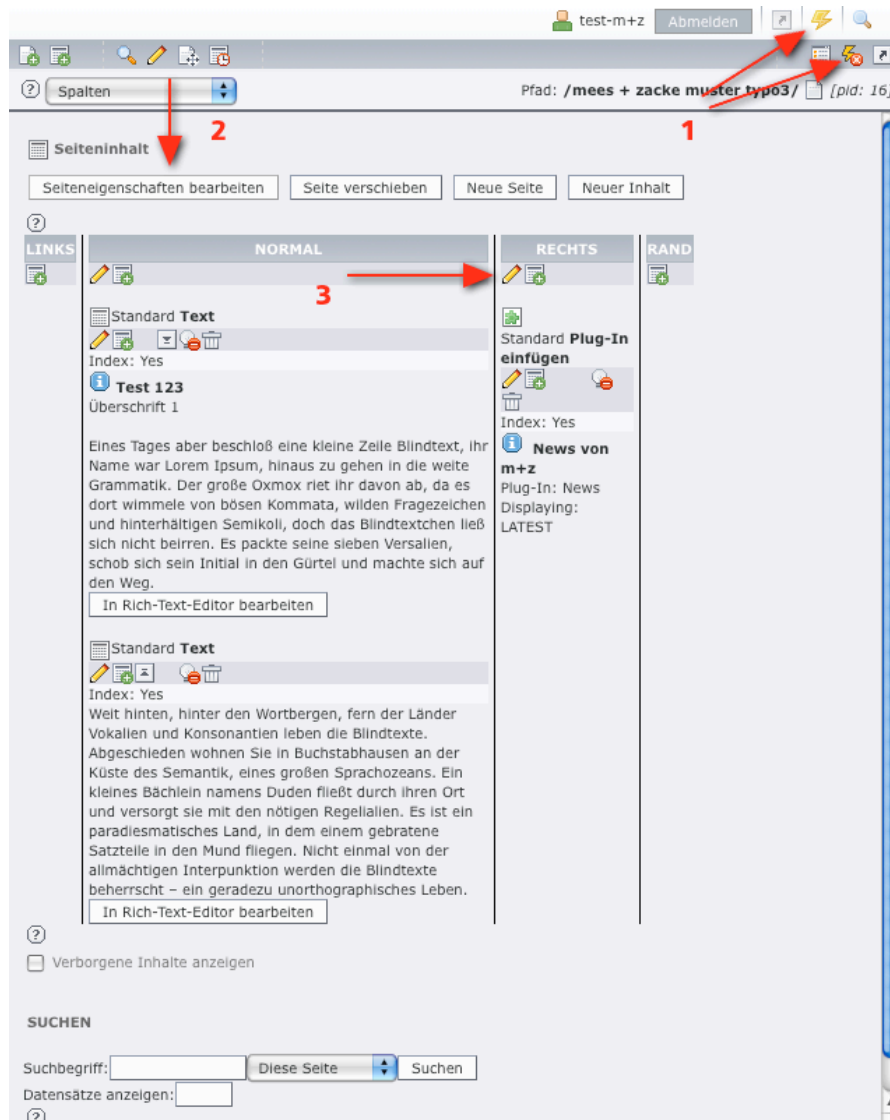 test-m+z Abmelden
Spalten Pfad: /mees + zacke muster typo3/ [pid: 16]
1
2
Seiteninhalt
Seiteneigenschaften bearbeiten Seite verschieben Neue Seite Neuer Inhalt
LINKS NORMAL RECHTS RAND
3
Standard Text
Index: Yes
Test 123
Überschrift 1
Eines Tages aber beschloß eine kleine Zeile Blindtext, ihr
Name war Lorem Ipsum, hinaus zu gehen in die weite
Grammatik. Der große Oxmox riet ihr davon ab, da es
dort wimmele von bösen Kommata, wilden Fragezeichen
und hinterhältigen Semikoli, doch das Blindtextchen ließ
sich nicht beirren. Es packte seine sieben Versalien,
schob sich sein Initial in den Gürtel und machte sich auf
den Weg.
In Rich-Text-Editor bearbeiten
Standard Text
Index: Yes
Weit hinten, hinter den Wortbergen, fern der Länder
Vokalien und Konsonantien leben die Blindtexte.
Abgeschieden wohnen Sie in Buchstabhausen an der
Küste des Semantik, eines großen Sprachozeans. Ein
kleines Bächlein namens Duden fließt durch ihren Ort
und versorgt sie mit den nötigen Regelialien. Es ist ein
paradiesmatisches Land, in dem einem gebratene
Satzteile in den Mund fliegen. Nicht einmal von der
allmächtigen Interpunktion werden die Blindtexte
beherrscht – ein geradezu unorthographisches Leben.
In Rich-Text-Editor bearbeiten
Standard Plug-In
einfügen
Index: Yes
News von
m+z
Plug-In: News
Displaying:
LATEST
Verborgene Inhalte anzeigen
SUCHEN
Suchbegriff: Diese Seite Suchen
Datensätze anzeigen: